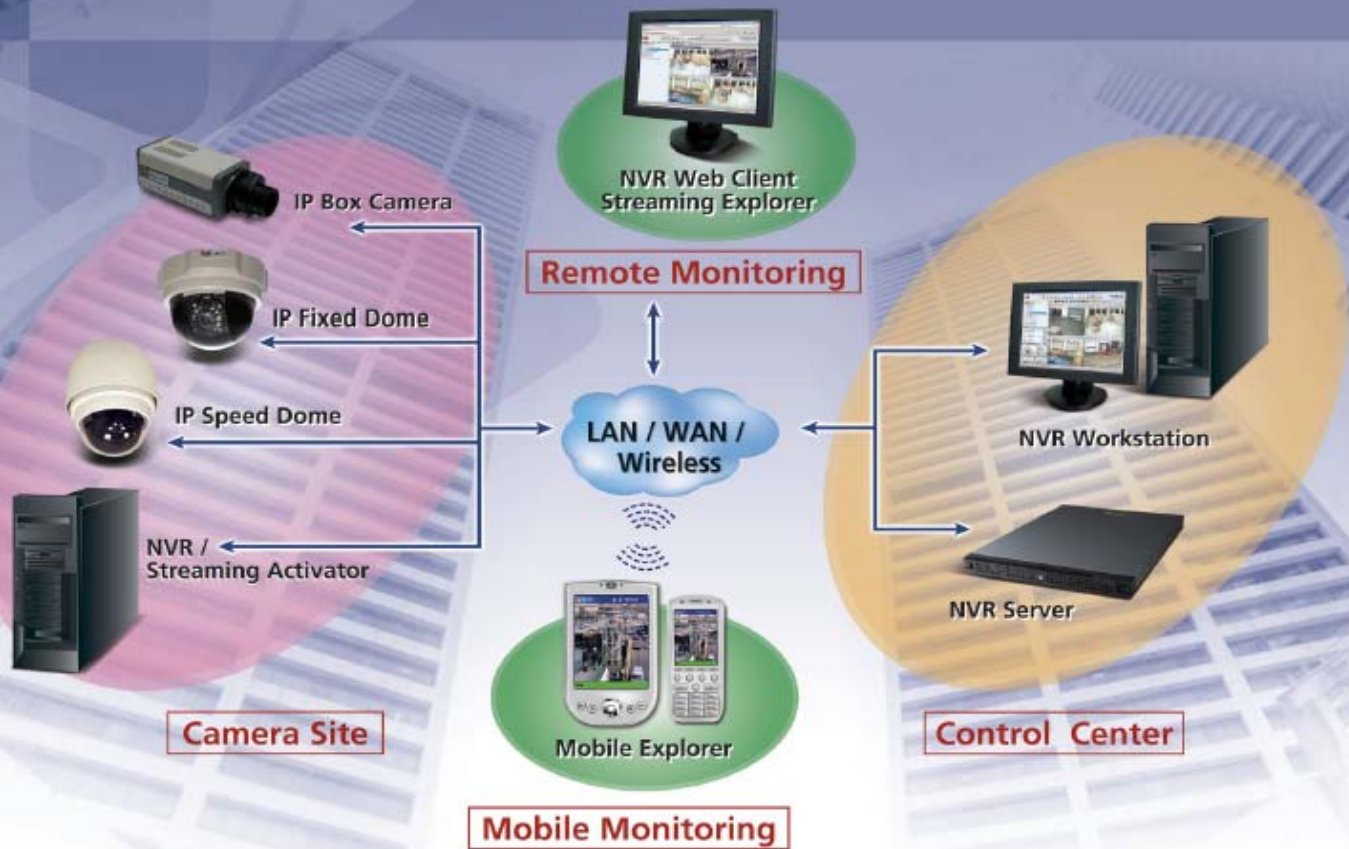 NVR Web Client
Streaming Explorer
Remote Monitoring
IP Box Camera
IP Fixed Dome
IP Speed Dome
NVR /
Streaming Activator
Camera Site
LAN / WAN /
Wireless
Mobile Explorer
Mobile Monitoring
NVR Workstation
NVR Server
Control Center